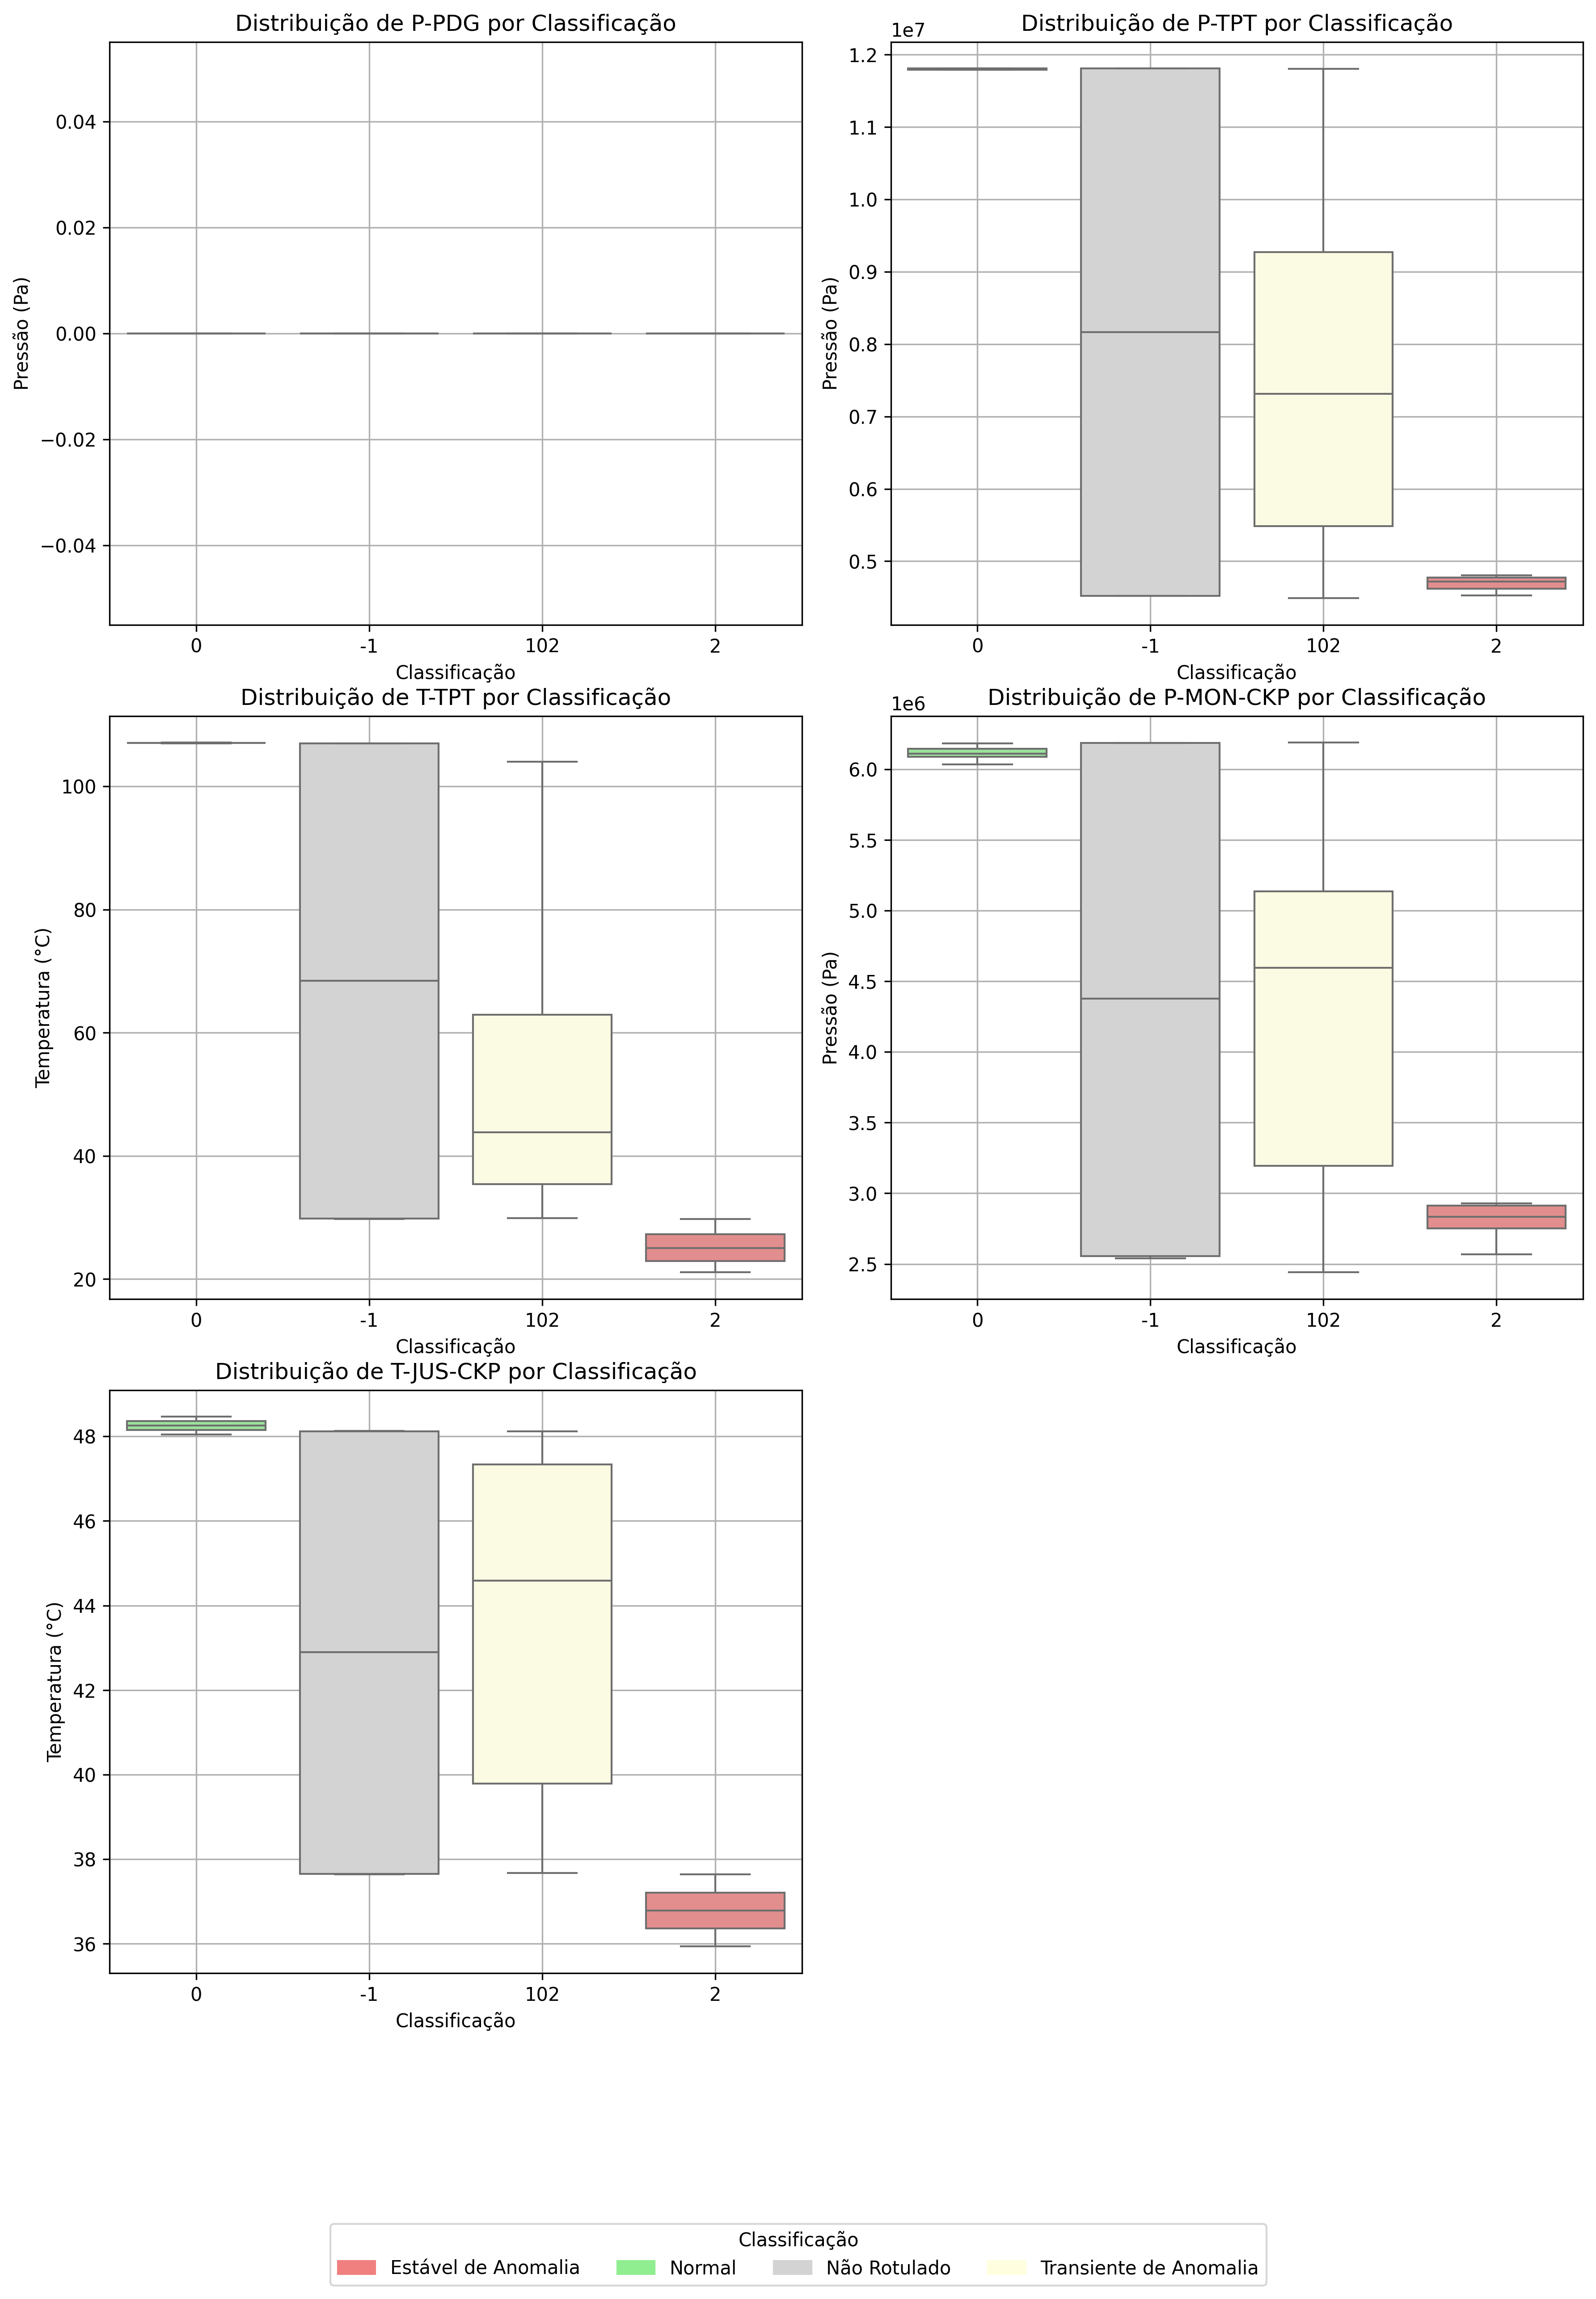 Distribuição de P-PDG por Classificação
Pressão (Pa)
0.04
0.02
0.00
−0.02
−0.04
0 -1 102 2
Classificação
Distribuição de P-TPT por Classificação
1e7
Pressão (Pa)
1.2
1.1
1.0
0.9
0.8
0.7
0.6
0.5
0 -1 102 2
Classificação
Distribuição de T-TPT por Classificação
Temperatura (°C)
100
80
60
40
20
0 -1 102 2
Classificação
Distribuição de P-MON-CKP por Classificação
1e6
Pressão (Pa)
6.0
5.5
5.0
4.5
4.0
3.5
3.0
2.5
0 -1 102 2
Classificação
Distribuição de T-JUS-CKP por Classificação
Temperatura (°C)
48
46
44
42
40
38
36
0 -1 102 2
Classificação
Classificação
Estável de Anomalia Normal Não Rotulado Transiente de Anomalia